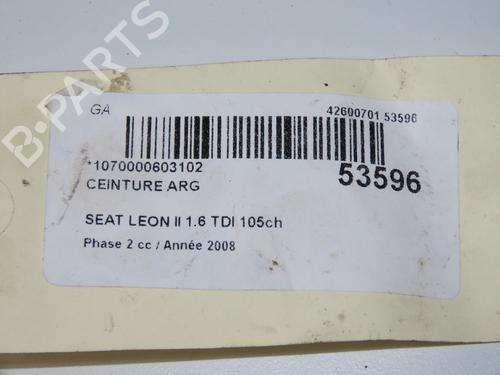 GA
42600701 53596
*1070000603102
53596
CEINTURE ARG
SEAT LEON II 1.6 TDI 105ch
Phase 2 cc / Année 2008
B-PARTS